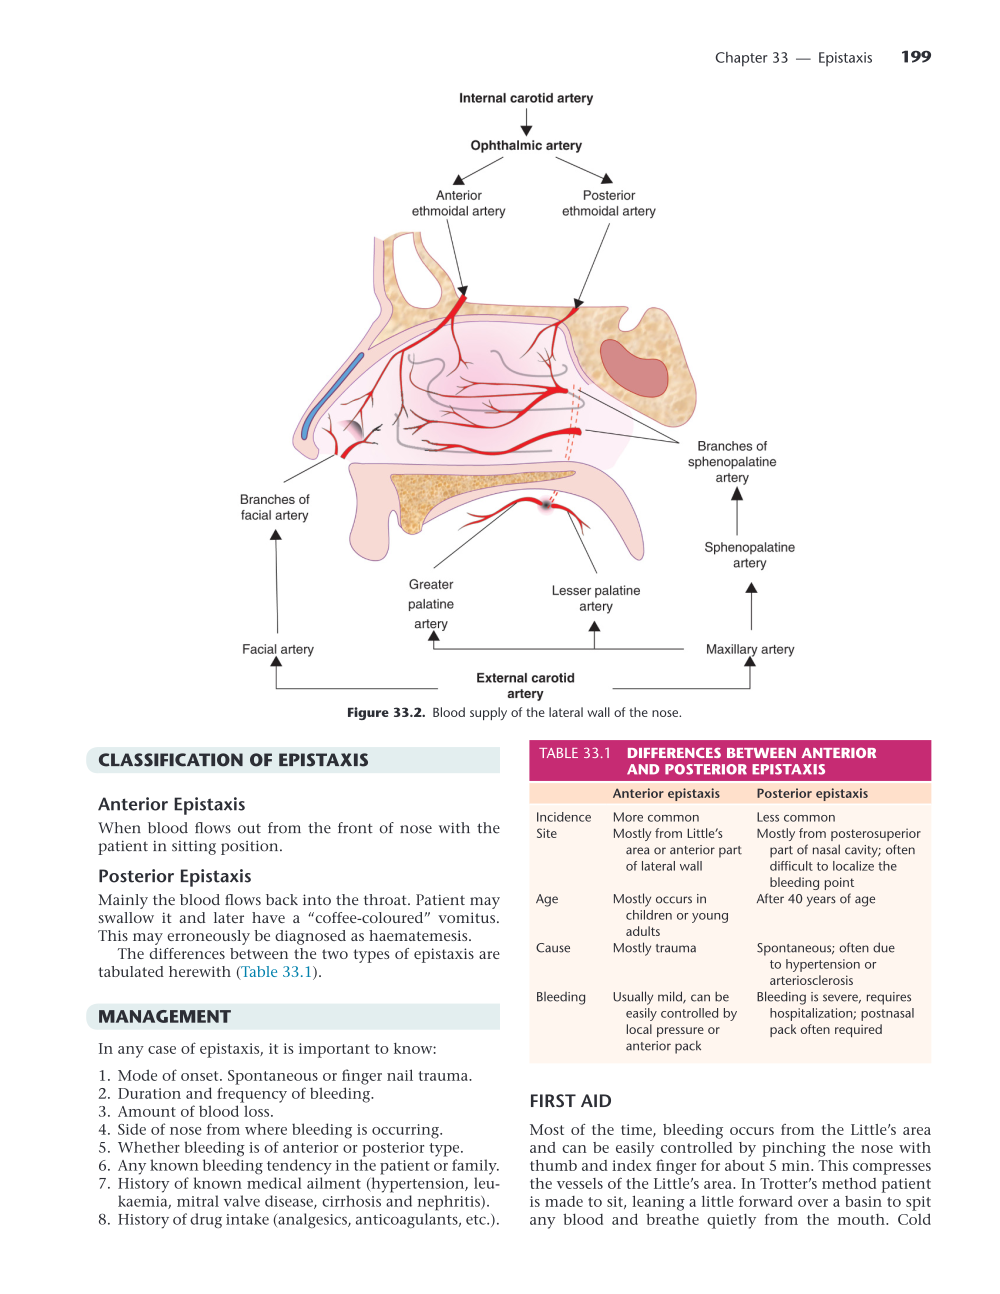 Chapter 33 — Epistaxis 199
Internal carotid artery
Ophthalmic artery
Anterior
ethmoidal artery
Posterior
ethmoidal artery
Branches of
sphenopalatine
artery
Branches of
facial artery
Sphenopalatine
artery
Greater
palatine
artery
Lesser palatine
artery
Facial artery
Maxillary artery
External carotid
artery
Figure 33.2. Blood supply of the lateral wall of the nose.
CLASSIFICATION OF EPISTAXIS
Anterior Epistaxis
When blood flows out from the front of nose with the
patient in sitting position.
Posterior Epistaxis
Mainly the blood flows back into the throat. Patient may
swallow it and later have a “coffee-coloured” vomitus.
This may erroneously be diagnosed as haematemesis.
The differences between the two types of epistaxis are
tabulated herewith (Table 33.1).
MANAGEMENT
In any case of epistaxis, it is important to know:
1. Mode of onset. Spontaneous or finger nail trauma.
2. Duration and frequency of bleeding.
3. Amount of blood loss.
4. Side of nose from where bleeding is occurring.
5. Whether bleeding is of anterior or posterior type.
6. Any known bleeding tendency in the patient or family.
7. History of known medical ailment (hypertension, leu-
kaemia, mitral valve disease, cirrhosis and nephritis).
8. History of drug intake (analgesics, anticoagulants, etc.).
TABLE 33.1 DIFFERENCES BETWEEN ANTERIOR
AND POSTERIOR EPISTAXIS
Anterior epistaxis Posterior epistaxis
Incidence More common Less common
Site Mostly from Little’s Mostly from posterosuperior
area or anterior part part of nasal cavity; often
of lateral wall difficult to localize the
bleeding point
Age Mostly occurs in After 40 years of age
children or young
adults
Cause Mostly trauma Spontaneous; often due
to hypertension or
arteriosclerosis
Bleeding Usually mild, can be Bleeding is severe, requires
easily controlled by hospitalization; postnasal
local pressure or pack often required
anterior pack
FIRST AID
Most of the time, bleeding occurs from the Little’s area
and can be easily controlled by pinching the nose with
thumb and index finger for about 5 min. This compresses
the vessels of the Little’s area. In Trotter’s method patient
is made to sit, leaning a little forward over a basin to spit
any blood and breathe quietly from the mouth. Cold